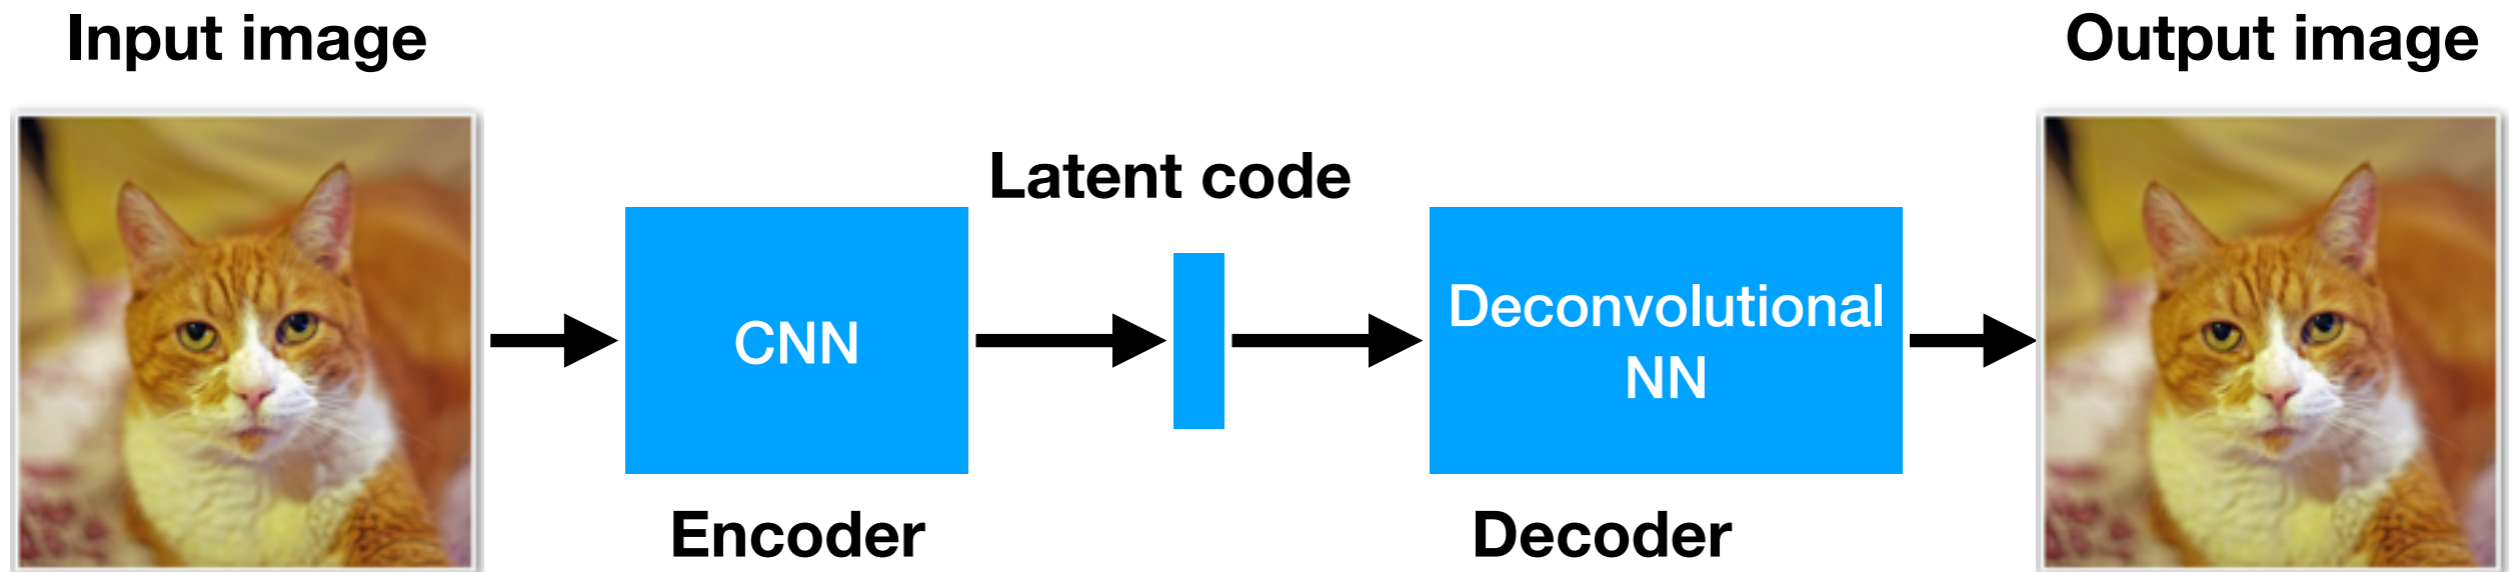 Input image
Output image
Latent code
CNN
Deconvolutional
NN
Encoder
Decoder